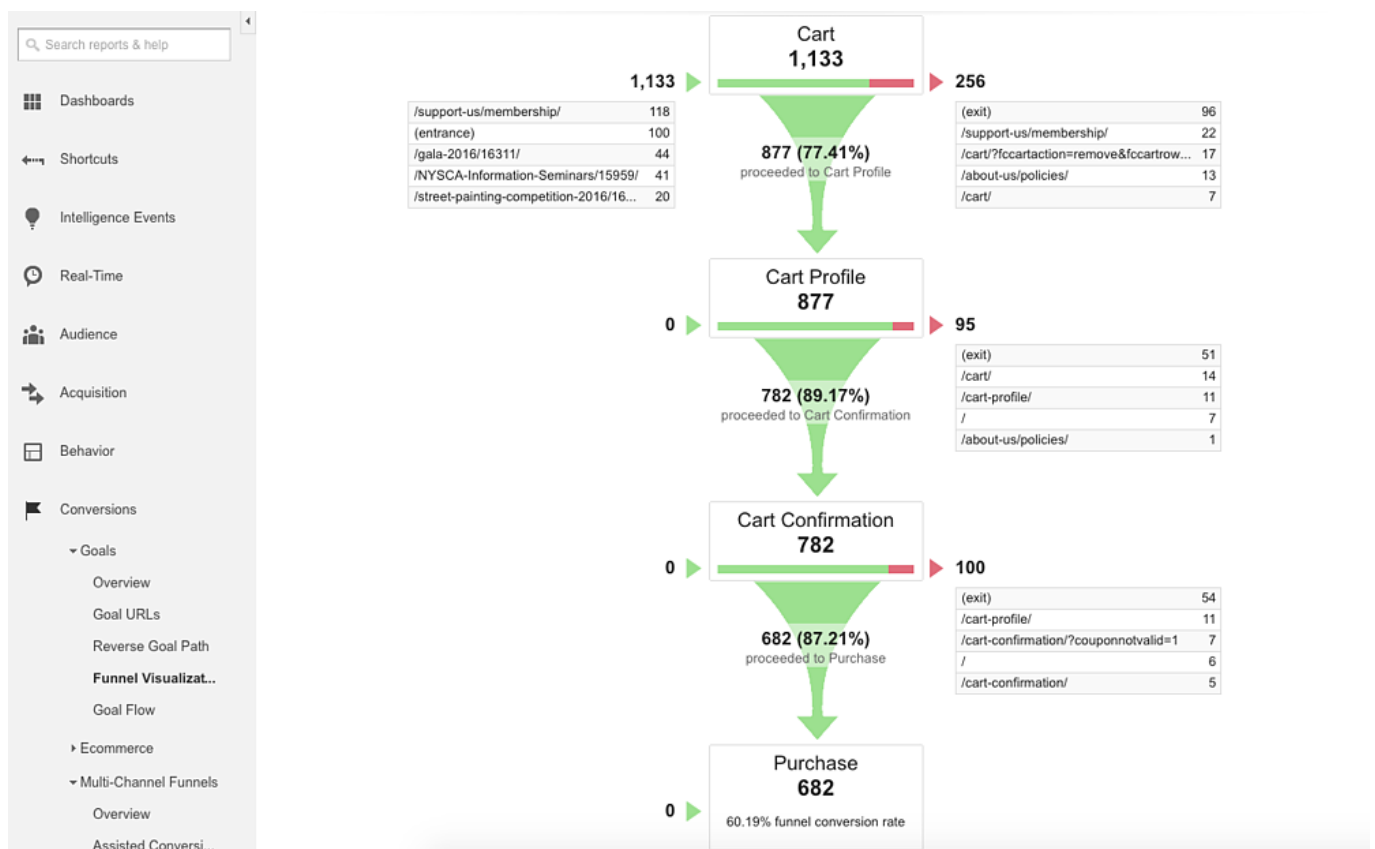 Search reports & help
Dashboards
Shortcuts
Intelligence Events
Real-Time
Audience
Acquisition
Behavior
Conversions
Goals
Overview
Goal URLs
Reverse Goal Path
Funnel Visualizat...
Goal Flow
Ecommerce
Multi-Channel Funnels
Overview
Assisted Conversi...
Cart
1,133
1,133
/support-us/membership/ 118
(entrance) 100
/gala-2016/16311/ 44
/NYSCA-Information-Seminars/15959/ 41
/street-painting-competition-2016/16... 20
256
(exit) 96
/support-us/membership/ 22
/cart/?fccartaction=remove&fccartrow... 17
/about-us/policies/ 13
/cart/ 7
877 (77.41%)
proceeded to Cart Profile
Cart Profile
877
0
95
(exit) 51
/cart/ 14
/cart-profile/ 11
/ 7
/about-us/policies/ 1
782 (89.17%)
proceeded to Cart Confirmation
Cart Confirmation
782
0
100
(exit) 54
/cart-profile/ 11
/cart-confirmation/?couponnotvalid=1 7
/ 6
/cart-confirmation/ 5
682 (87.21%)
proceeded to Purchase
Purchase
682
0
60.19% funnel conversion rate